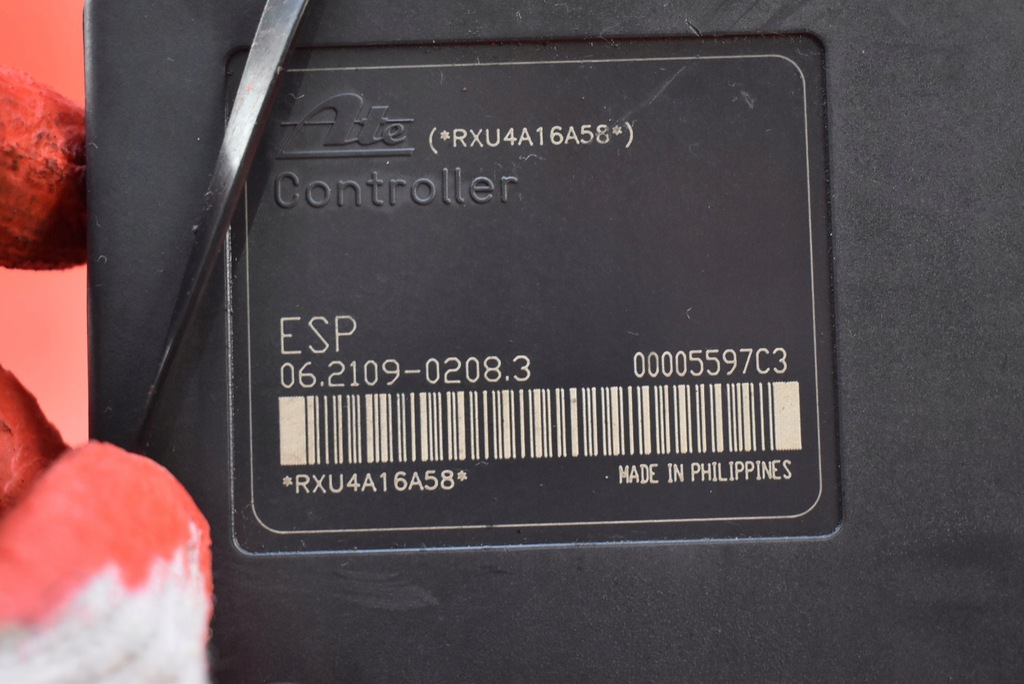 Ate (*RXU4A16A58*)
Controller
ESP
06.2109-0208.3 00005597C3
*RXU4A16A58* MADE IN PHILIPPINES